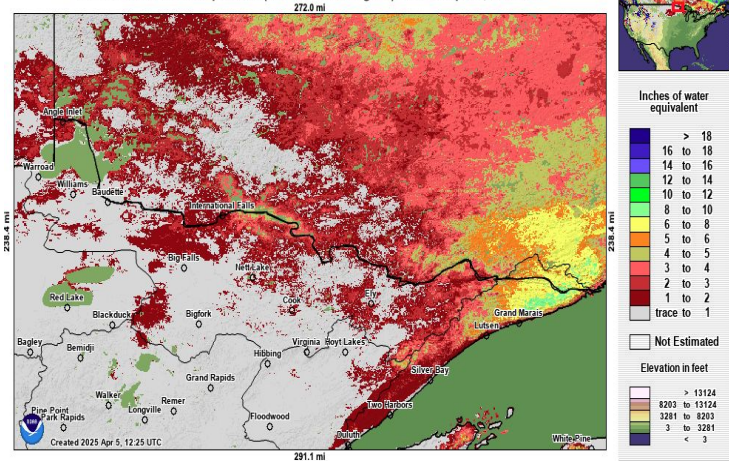 272.0 mi
238.4 mi
Angle Inlet
Warroad
Williams
Baudette
International Falls
Big Falls
Nett Lake
Ely
Cook
Red Lake
Blackduck
Bigfork
Grand Marais
Lutsen
Bagley
Bemidji
Virginia
Hoyt Lakes
Hibbing
Silver Bay
Grand Rapids
Walker
Remer
Longville
Two Harbors
Pine Point
Park Rapids
Floodwood
Duluth
White Pine
Created 2025 Apr 5, 12:25 UTC
291.1 mi
238.4 mi
Inches of water
equivalent
> 18
16 to 18
14 to 16
12 to 14
10 to 12
8 to 10
6 to 8
5 to 6
4 to 5
3 to 4
2 to 3
1 to 2
trace to 1
Not Estimated
Elevation in feet
> 13124
8203 to 13124
3281 to 8203
3 to 3281
< 3